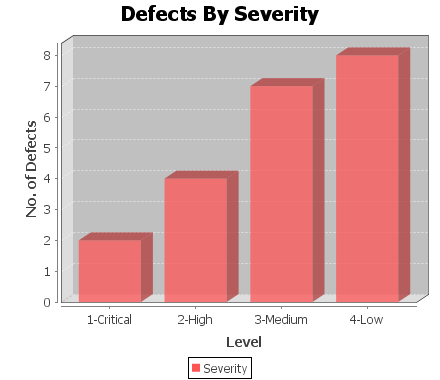 Defects By Severity
No. of Defects
8
7
6
5
4
3
2
1
0
1-Critical 2-High 3-Medium 4-Low
Level
Severity